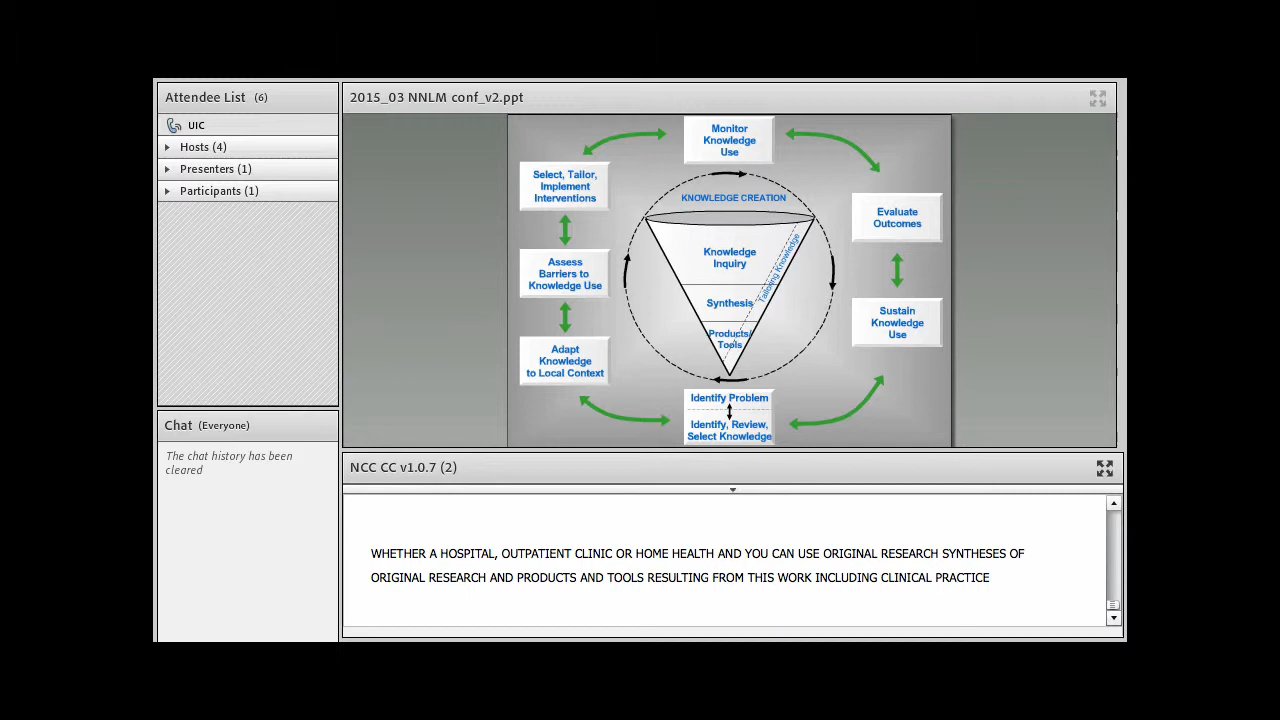 Attendee List (6)
UIC
Hosts (4)
Presenters (1)
Participants (1)
Chat (Everyone)
The chat history has been
cleared
2015_03 NNLM conf_v2.ppt
Monitor
Knowledge
Use
Select, Tailor,
Implement
Interventions
KNOWLEDGE CREATION
Evaluate
Outcomes
Knowledge
Inquiry
Tailoring Knowledge
Assess
Barriers to
Knowledge Use
Synthesis
Sustain
Knowledge
Use
Products/
Tools
Adapt
Knowledge
to Local Context
Identify Problem
Identify, Review,
Select Knowledge
NCC CC v1.0.7 (2)
WHETHER A HOSPITAL, OUTPATIENT CLINIC OR HOME HEALTH AND YOU CAN USE ORIGINAL RESEARCH SYNTHESES OF
ORIGINAL RESEARCH AND PRODUCTS AND TOOLS RESULTING FROM THIS WORK INCLUDING CLINICAL PRACTICE